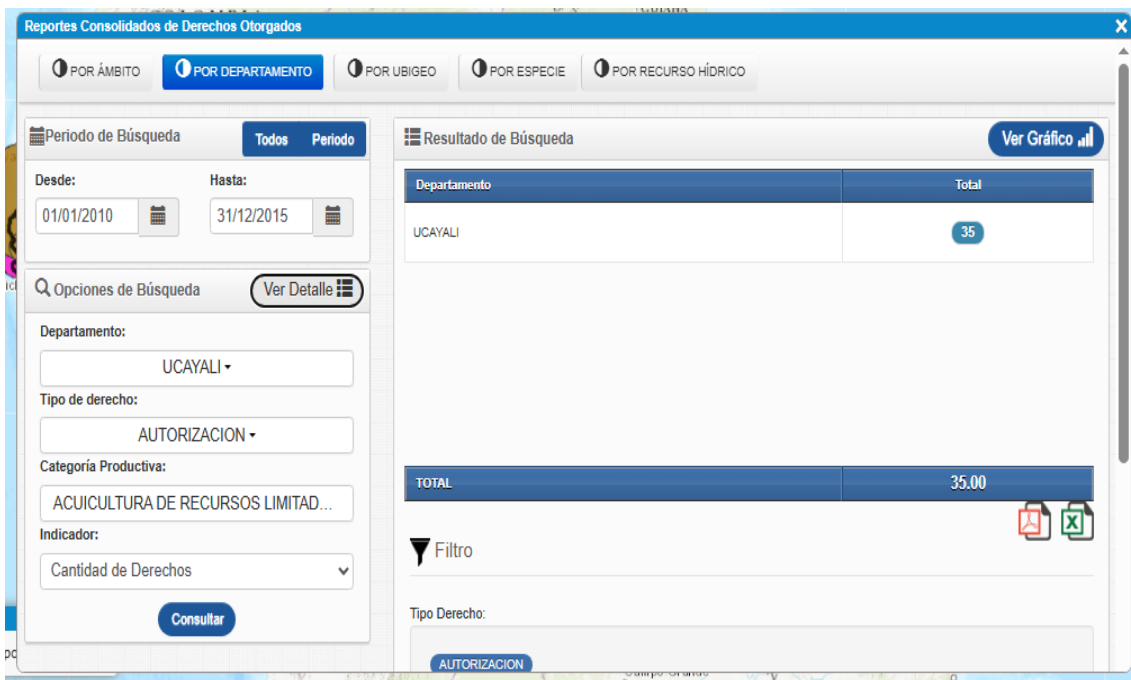 Reportes Consolidados de Derechos Otorgados
POR ÁMBITO
POR DEPARTAMENTO
POR UBIGEO
POR ESPECIE
POR RECURSO HÍDRICO
Periodo de Búsqueda
Todos
Periodo
Desde:
Hasta:
01/01/2010
31/12/2015
Opciones de Búsqueda
Ver Detalle
Departamento:
UCAYALI
Tipo de derecho:
AUTORIZACION
Categoría Productiva:
ACUICULTURA DE RECURSOS LIMITAD...
Indicador:
Cantidad de Derechos
Consultar
Resultado de Búsqueda
Ver Gráfico
Departamento
Total
UCAYALI
35
TOTAL
35.00
Filtro
Tipo Derecho:
AUTORIZACION